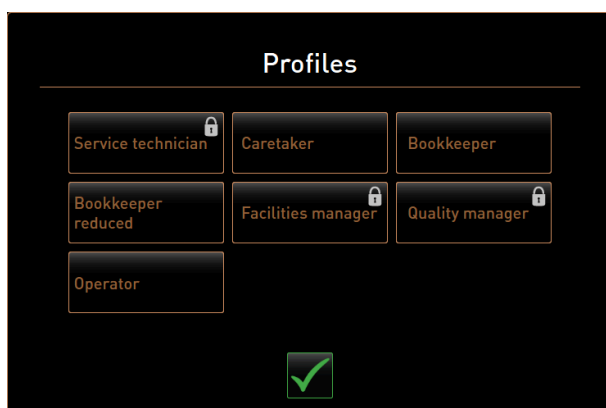 Profiles
Service technician
Caretaker
Bookkeeper
Bookkeeper
reduced
Facilities manager
Quality manager
Operator